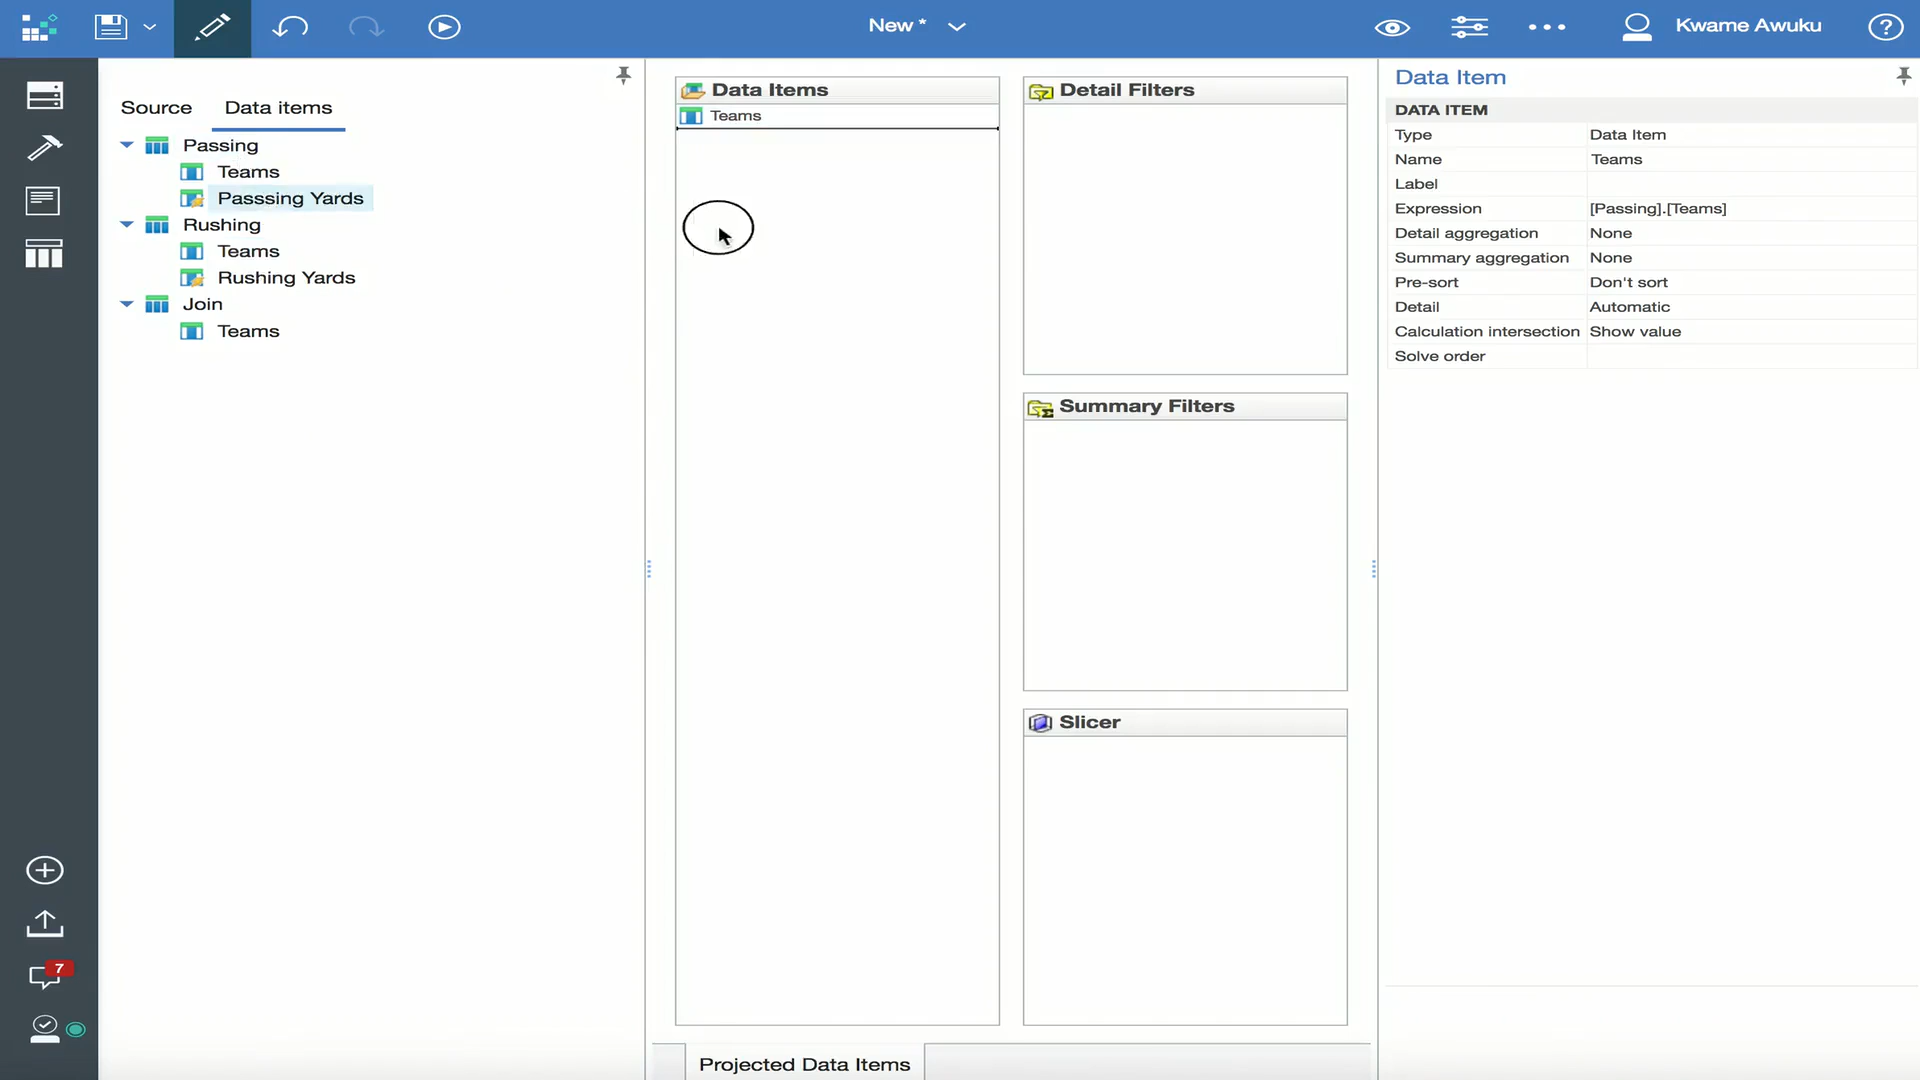 New *
Kwame Awuku
?
Source
Data items
Passing
Teams
Passsing Yards
Rushing
Teams
Rushing Yards
Join
Teams
7
Data Items
Teams
Detail Filters
Summary Filters
Slicer
Projected Data Items
Data Item
DATA ITEM
Type Data Item
Name Teams
Label
Expression [Passing].[Teams]
Detail aggregation None
Summary aggregation None
Pre-sort Don't sort
Detail Automatic
Calculation intersection Show value
Solve order